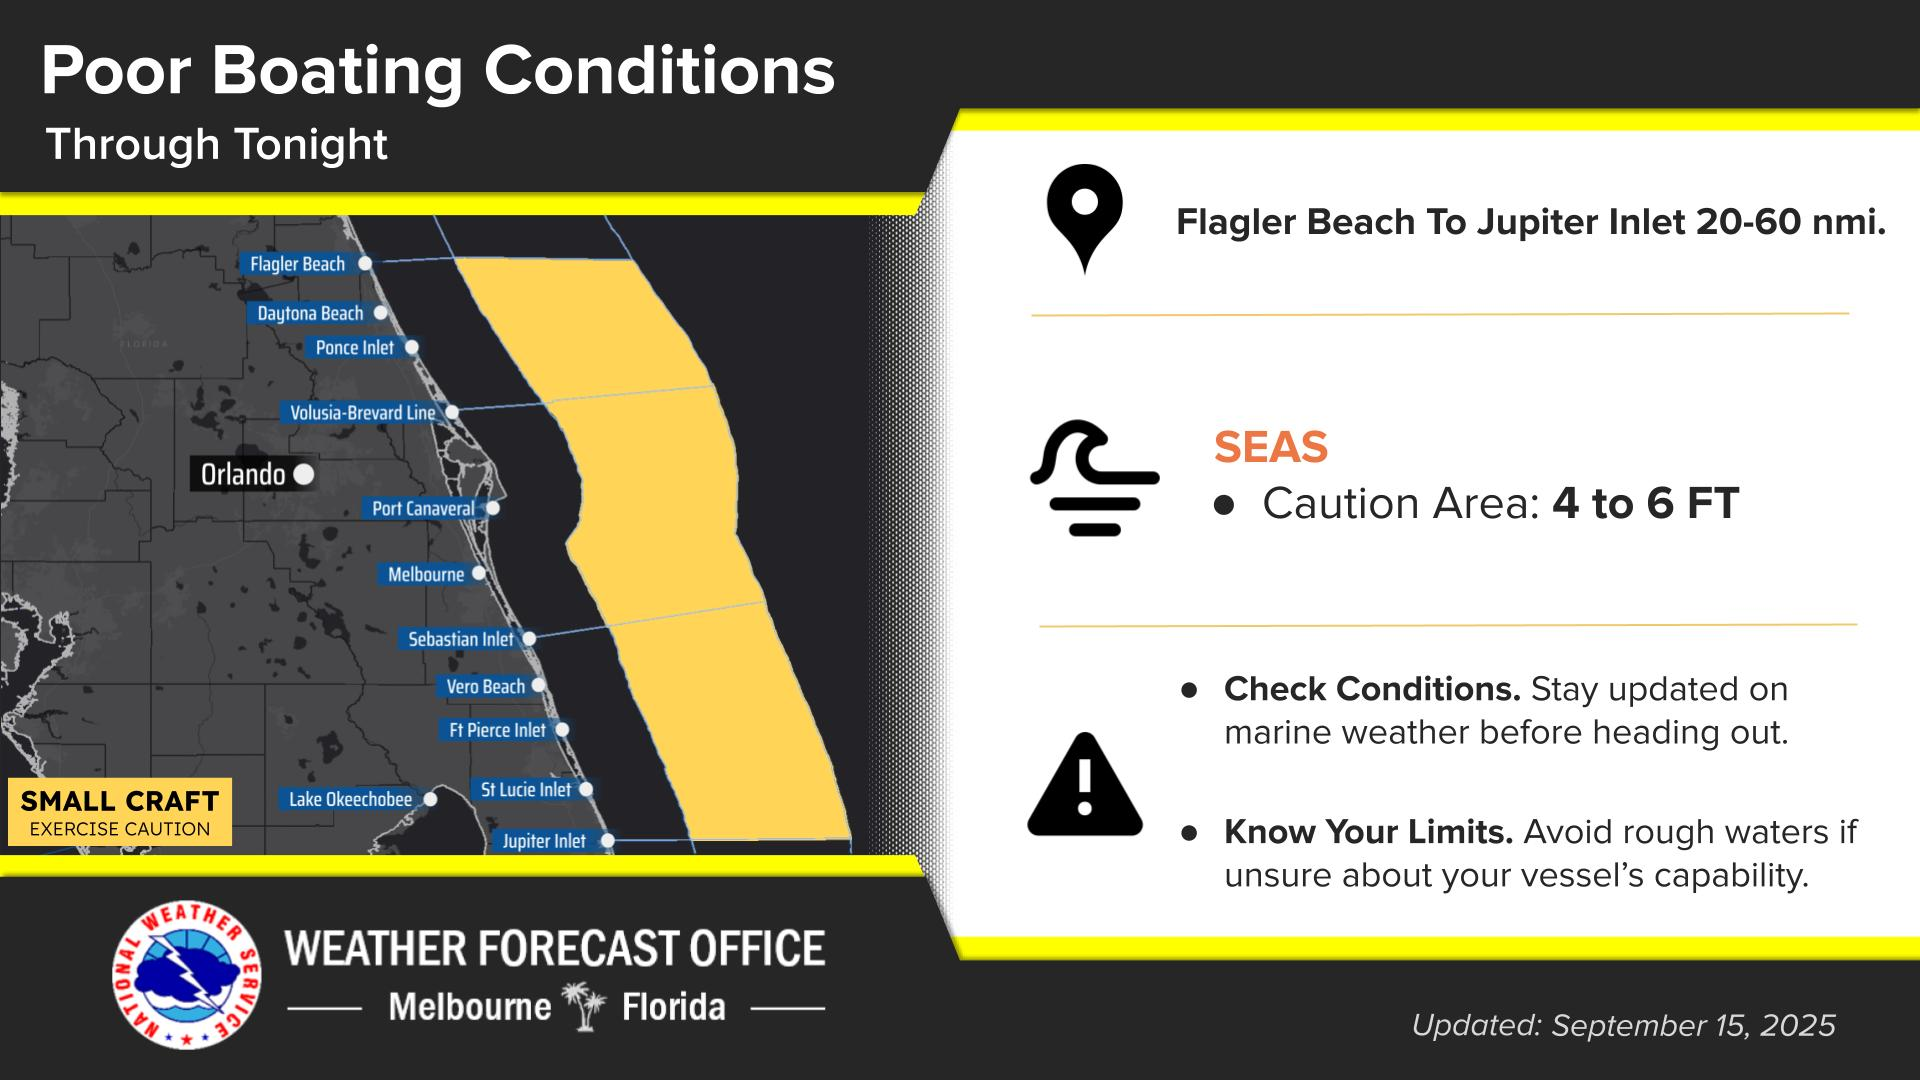 Poor Boating Conditions
Through Tonight
Flagler Beach
Daytona Beach
FLORIDA
Ponce Inlet
Volusia-Brevard Line
Orlando
Port Canaveral
Melbourne
Sebastian Inlet
Vero Beach
Ft Pierce Inlet
St Lucie Inlet
Lake Okeechobee
Jupiter Inlet
SMALL CRAFT
EXERCISE CAUTION
Flagler Beach To Jupiter Inlet 20-60 nmi.
SEAS
● Caution Area: 4 to 6 FT
● Check Conditions. Stay updated on
marine weather before heading out.
● Know Your Limits. Avoid rough waters if
unsure about your vessel’s capability.
NATIONAL WEATHER SERVICE
WEATHER FORECAST OFFICE
Melbourne Florida
Updated: September 15, 2025